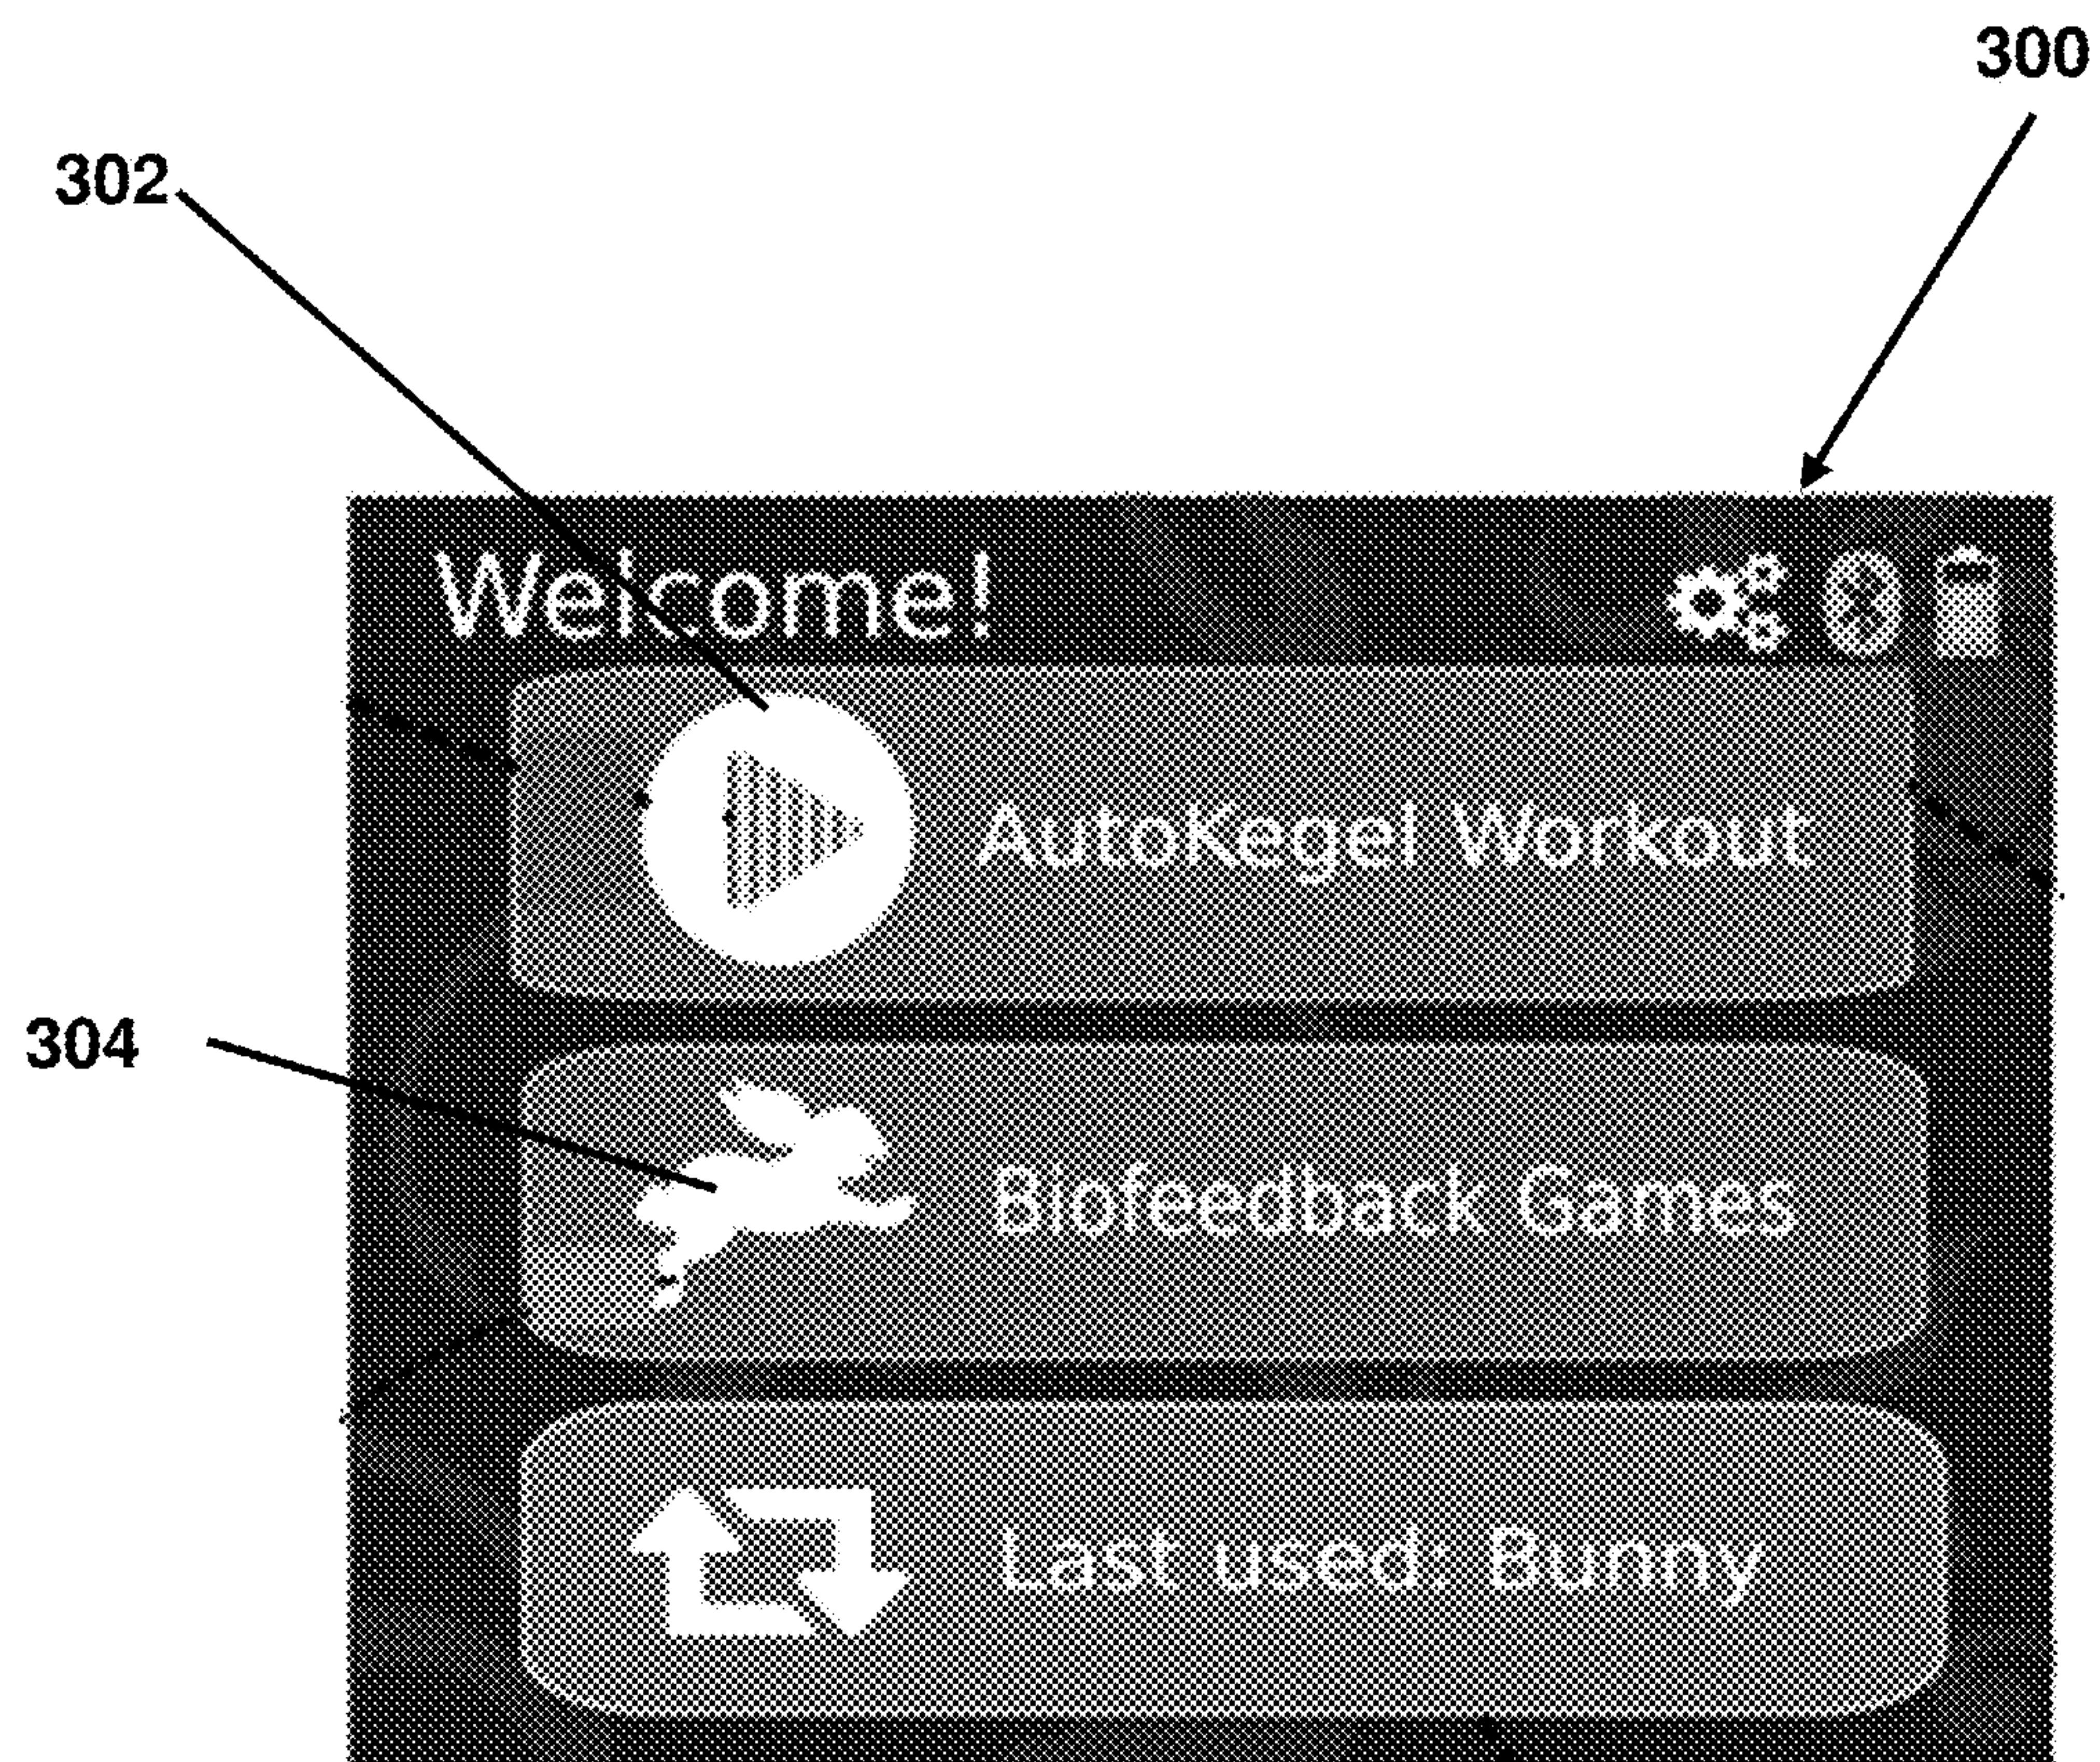 300
302
Welcome!
AutoKegel Workout
304
Biofeedback Games
Last used: Bunny